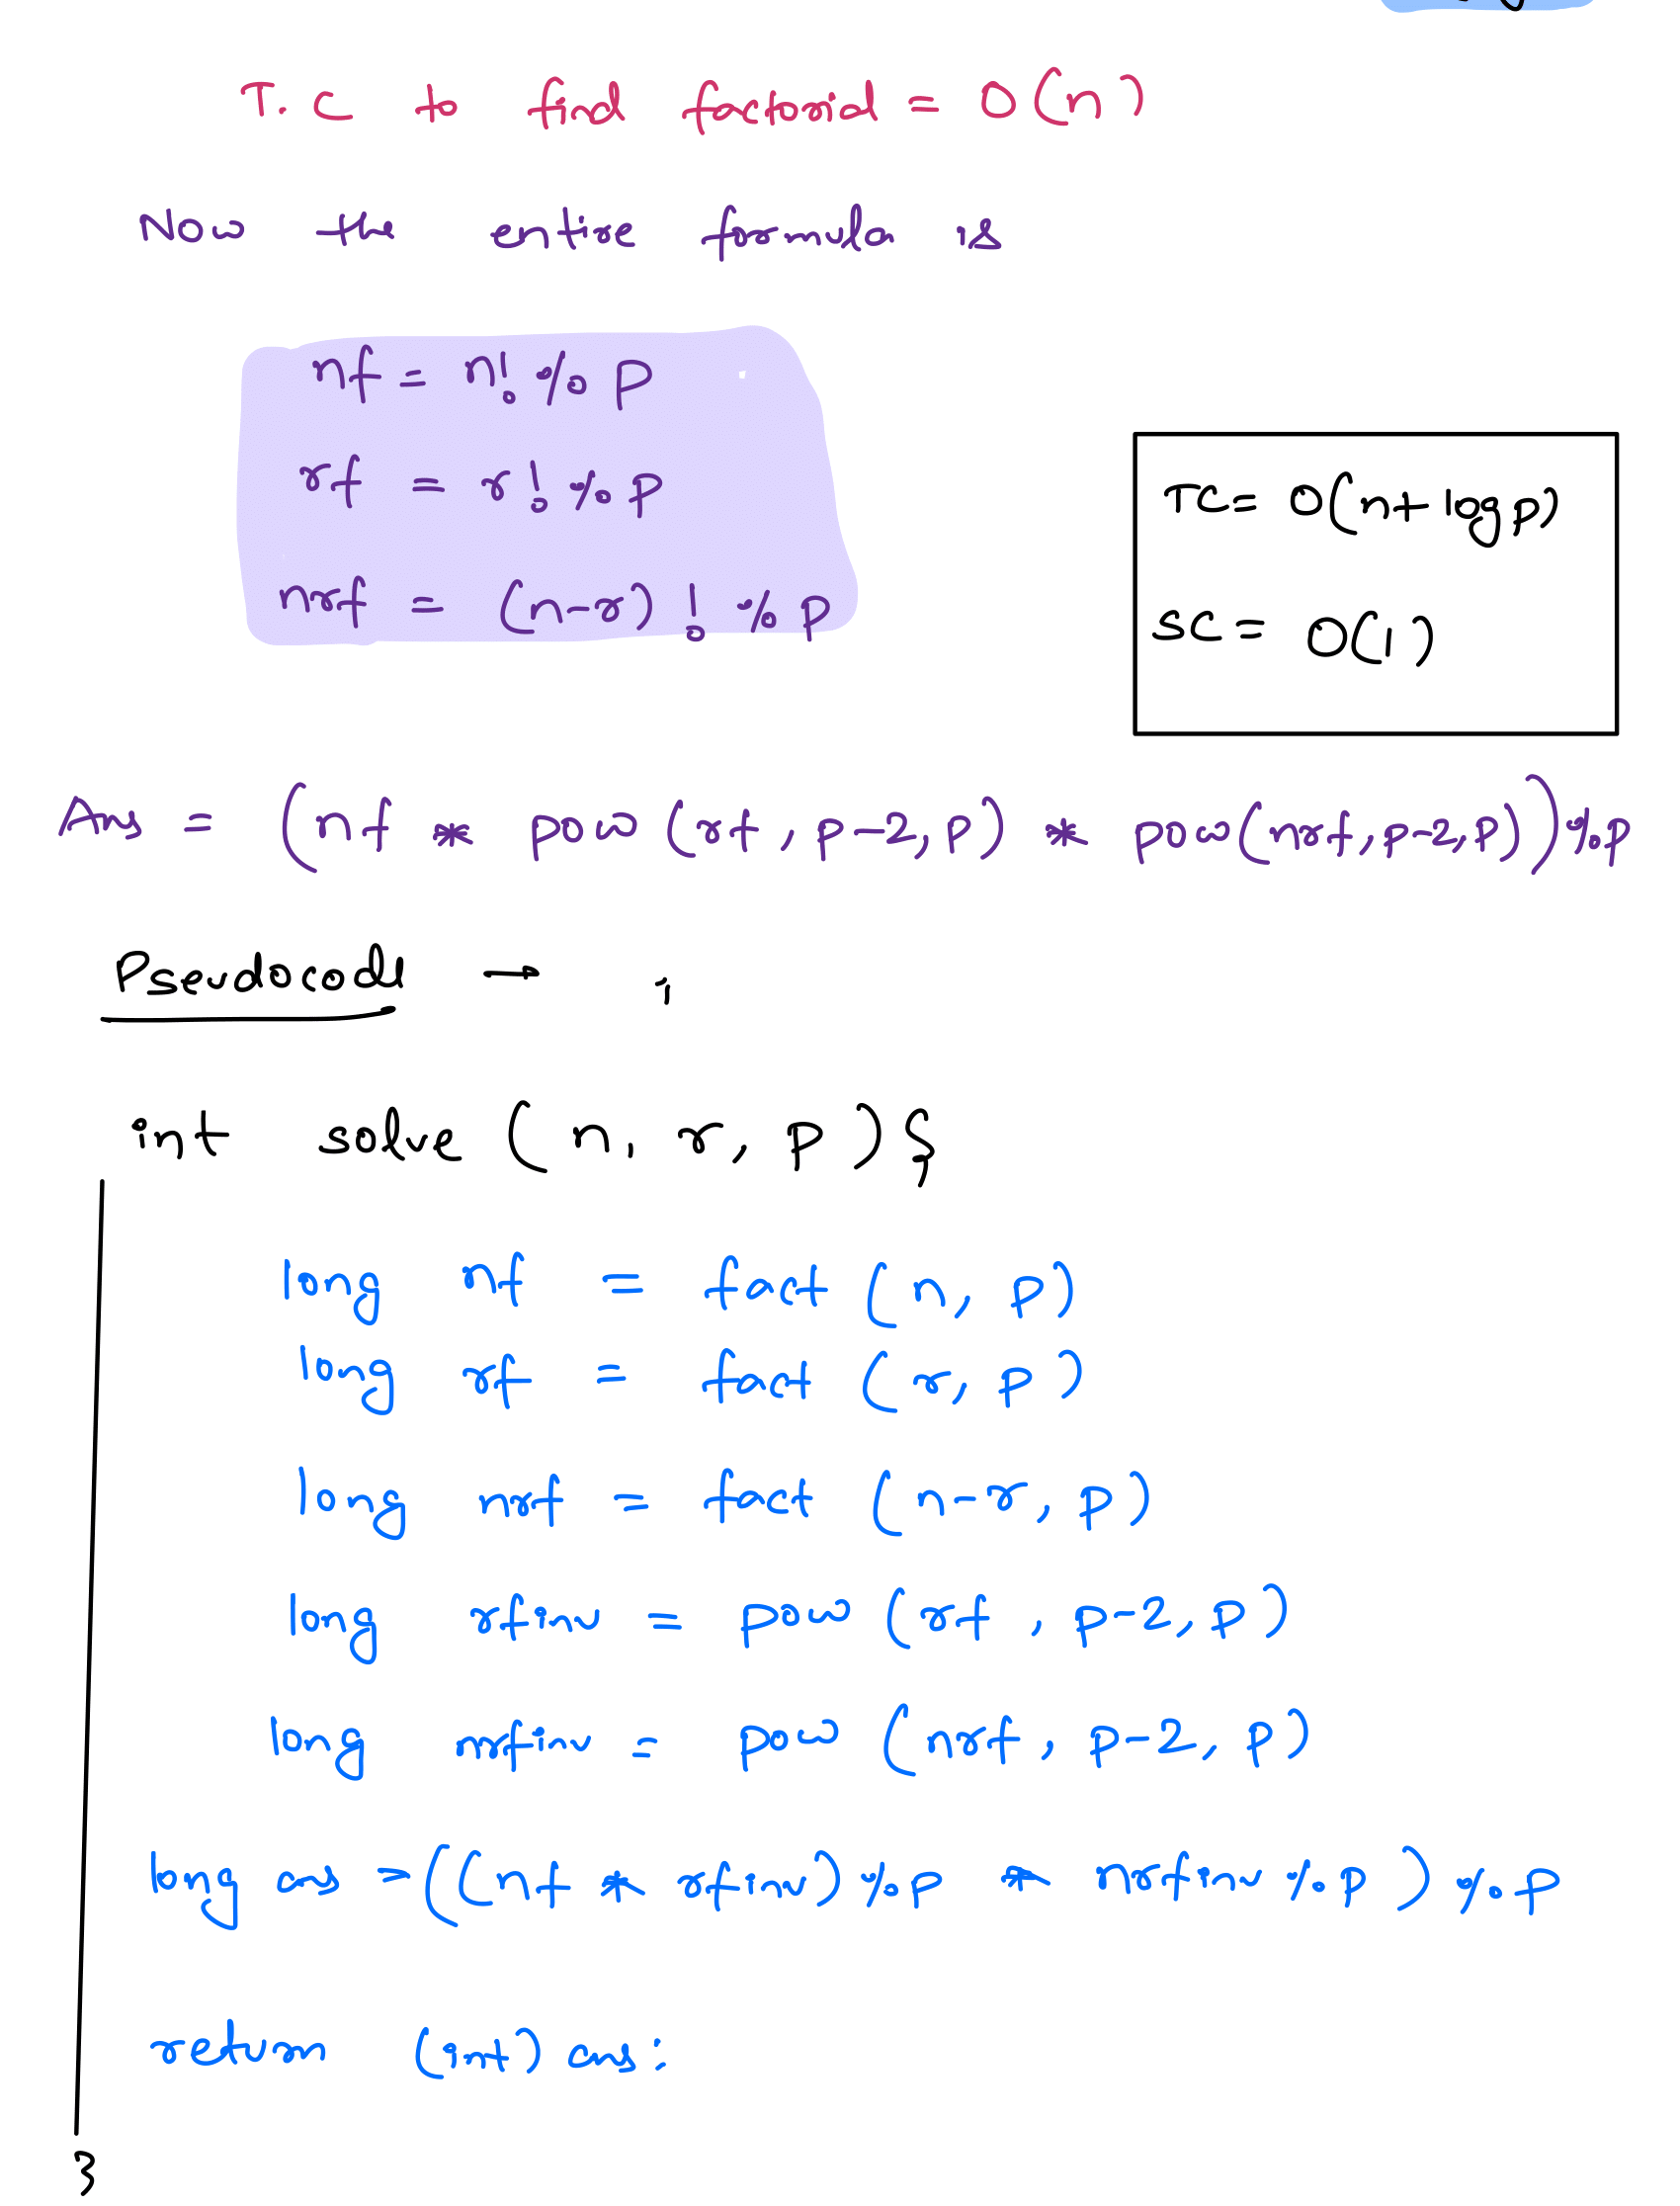 T.C to find factorial = O(n)
Now the entire formula is
nf = n! % p
rf = r! % p
nrf = (n-r)! % p
TC = O(n + log p)
SC = O(1)
Ans = (nf * pow (rf, p-2, p) * pow(nrf, p-2, p)) % p
Pseudocode → ;
int solve (n, r, p) {
long nf = fact (n, p)
long rf = fact (r, p)
long nrf = fact (n-r, p)
long rfinv = pow (rf, p-2, p)
long nrfinv = pow (nrf, p-2, p)
long ans = ((nf * rfinv) % p * nrfinv % p) % p
return (int) ans;
}